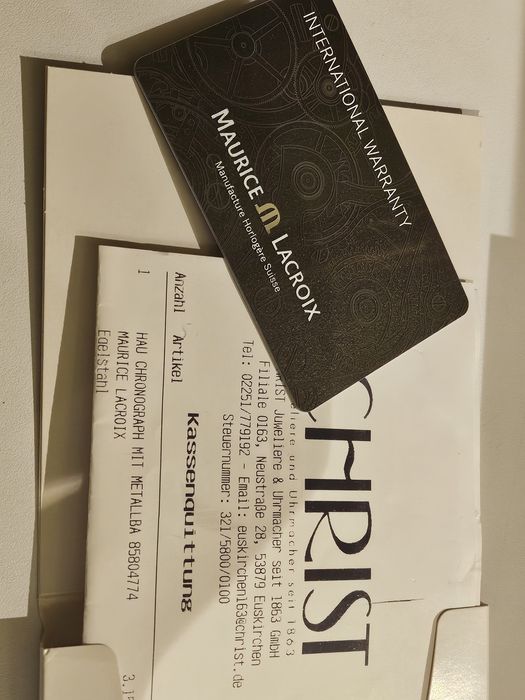 INTERNATIONAL WARRANTY
MAURICE M LACROIX
Manufacture Horlogère Suisse
CHRIST
Uhrmacher seit 1863
Juweliere & Uhrmacher seit 1863 GmbH
Filiale 0163, Neustraße 28, 53879 Euskirchen
Tel: 02251/779192 - Email: euskirchen163@christ.de
Steuernummer: 321/5800/0100
Kassenquittung
Anzahl Artikel
1 HAU CHRONOGRAPH MIT METALLBA 85804774
MAURICE LACROIX
Edelstahl